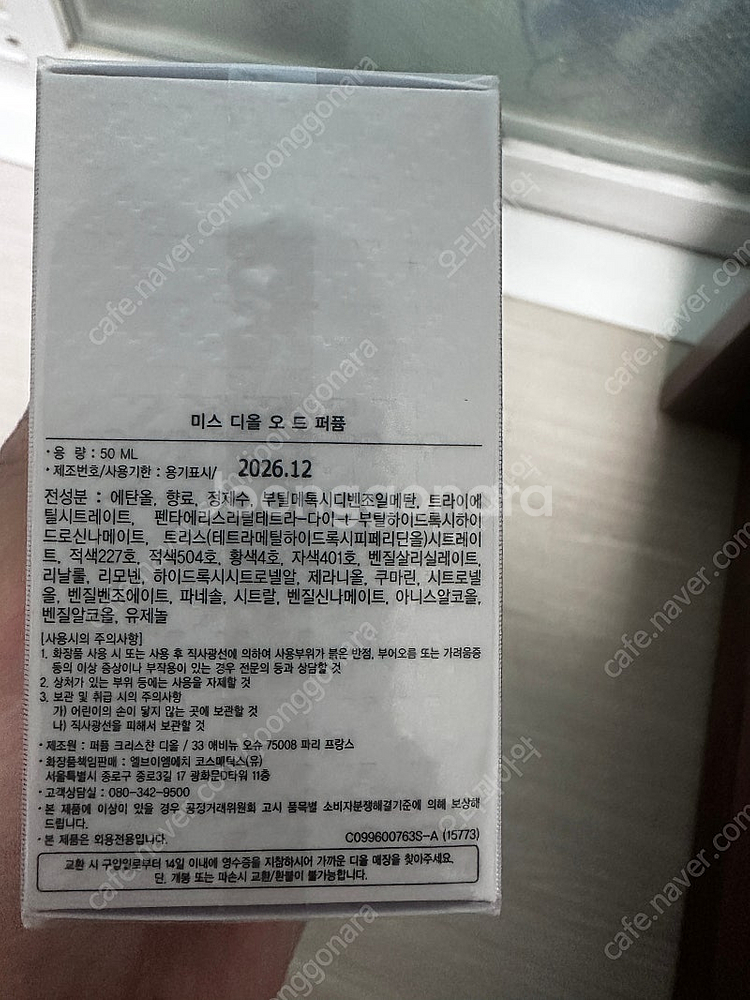 미스 디올 오 드 퍼퓸
·용 량 : 50 ML
·제조번호/사용기한 : 용기표시/ 2026.12
전성분 : 에탄올, 향료, 정제수, 부틸메톡시디벤조일메탄, 트라이에
틸시트레이트, 펜타에리스리틸테트라-다이-t-부틸하이드록시하이
드로신나메이트, 트리스(테트라메틸하이드록시피페리딘올)시트레이
트, 적색227호, 적색504호, 황색4호, 자색401호, 벤질살리실레이트,
리날룰, 리모넨, 하이드록시시트로넬알, 제라니올, 쿠마린, 시트로넬
올, 벤질벤조에이트, 파네솔, 시트랄, 벤질신나메이트, 아니스알코올,
벤질알코올, 유제놀
[사용시의 주의사항]
1. 화장품 사용 시 또는 사용 후 직사광선에 의하여 사용부위가 붉은 반점, 부어오름 또는 가려움증
등의 이상 증상이나 부작용이 있는 경우 전문의 등과 상담할 것
2. 상처가 있는 부위 등에는 사용을 자제할 것
3. 보관 및 취급 시의 주의사항
가) 어린이의 손이 닿지 않는 곳에 보관할 것
나) 직사광선을 피해서 보관할 것
·제조원 : 퍼퓸 크리스챤 디올 / 33 애비뉴 오슈 75008 파리 프랑스
·화장품책임판매 : 엘브이엠에치 코스메틱스(유)
서울특별시 종로구 종로3길 17 광화문D타워 11층
·고객상담실 : 080-342-9500
·본 제품에 이상이 있을 경우 공정거래위원회 고시 품목별 소비자분쟁해결기준에 의해 보상해
드립니다.
·본 제품은 외용전용입니다. C099600763S-A (15773)
교환 시 구입일로부터 14일 이내에 영수증을 지참하시어 가까운 디올 매장을 찾아주세요.
단, 개봉 또는 파손시 교환/환불이 불가능합니다.
joonggonara
cafe.naver.com/joonggonara